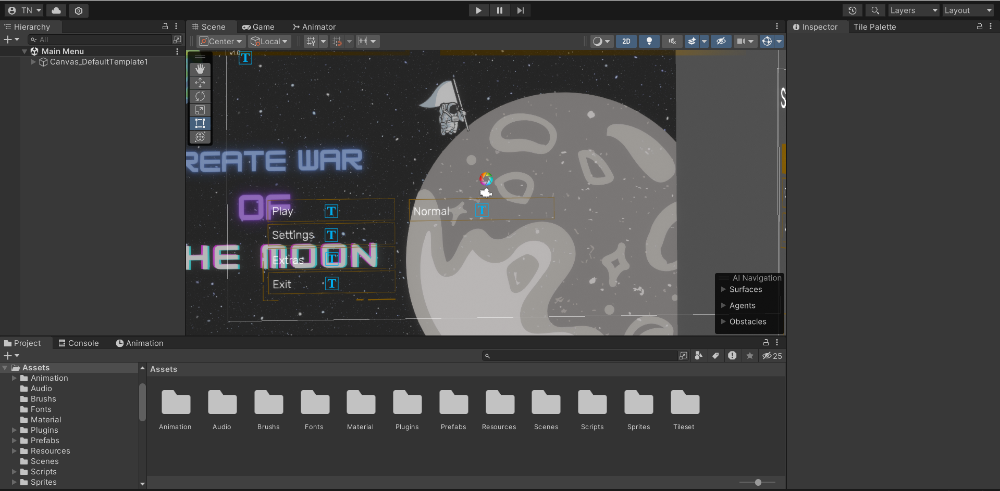 TN
Layers
Layout
Hierarchy
Scene
Game
Animator
Inspector
Tile Palette
All
Center
Local
2D
Main Menu
Canvas_DefaultTemplate1
v1.0
T
S
REATE WAR
OF
Play
T
Normal
T
Settings
T
HE MOON
Extras
T
Exit
T
AI Navigation
Surfaces
Agents
Obstacles
Project
Console
Animation
25
Assets
Animation
Audio
Brushs
Fonts
Material
Plugins
Prefabs
Resources
Scenes
Scripts
Sprites
Assets
Animation
Audio
Brushs
Fonts
Material
Plugins
Prefabs
Resources
Scenes
Scripts
Sprites
Tileset